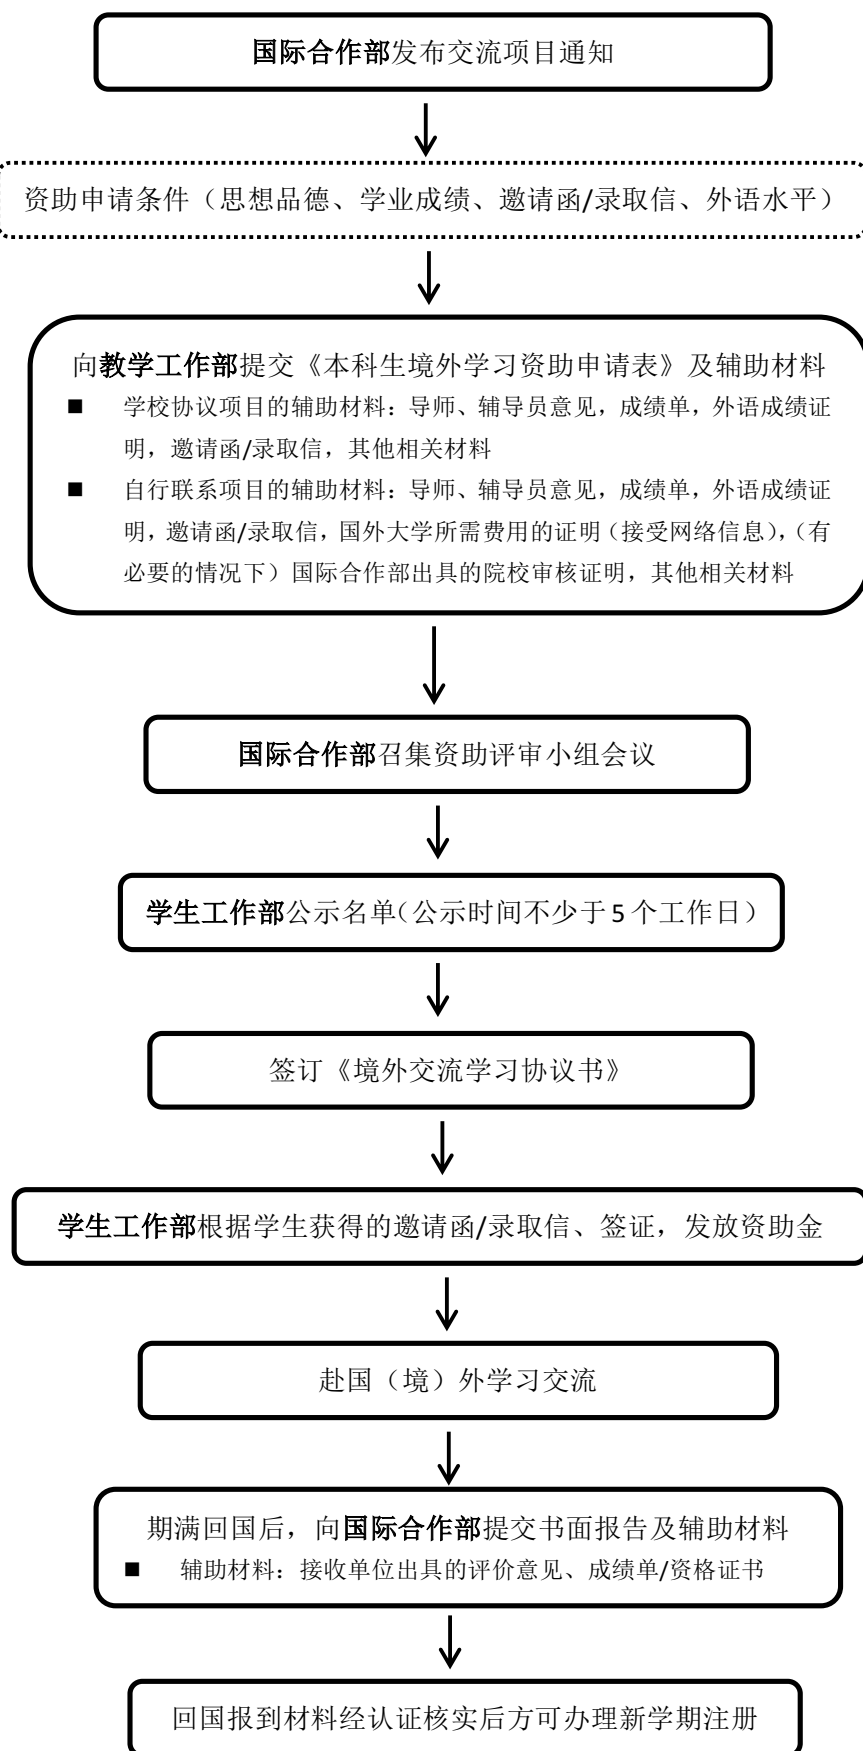 国际合作部发布交流项目通知
资助申请条件（思想品德、学业成绩、邀请函/录取信、外语水平）
向教学工作部提交《本科生境外学习资助申请表》及辅助材料
■ 学校协议项目的辅助材料：导师、辅导员意见，成绩单，外语成绩证
明，邀请函/录取信，其他相关材料
■ 自行联系项目的辅助材料：导师、辅导员意见，成绩单，外语成绩证
明，邀请函/录取信，国外大学所需费用的证明（接受网络信息），（有
必要的情况下）国际合作部出具的院校审核证明，其他相关材料
国际合作部召集资助评审小组会议
学生工作部公示名单（公示时间不少于 5 个工作日）
签订《境外交流学习协议书》
学生工作部根据学生获得的邀请函/录取信、签证，发放资助金
赴国（境）外学习交流
期满回国后，向国际合作部提交书面报告及辅助材料
■ 辅助材料：接收单位出具的评价意见、成绩单/资格证书
回国报到材料经认证核实后方可办理新学期注册